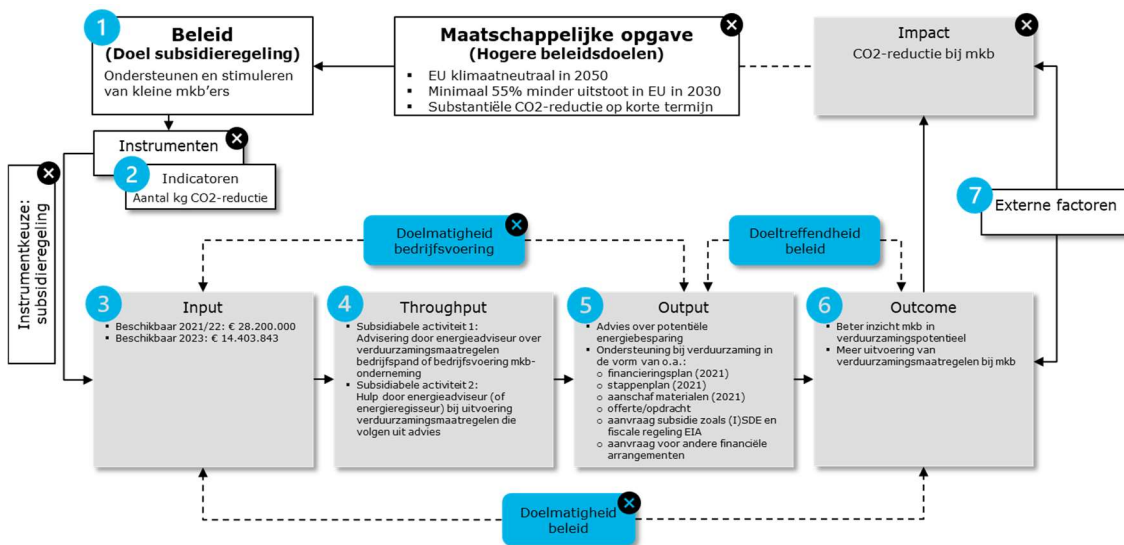 1
Beleid
(Doel subsidieregeling)
Ondersteunen en stimuleren
van kleine mkb'ers
Maatschappelijke opgave
(Hogere beleidsdoelen)
▪ EU klimaatneutraal in 2050
▪ Minimaal 55% minder uitstoot in EU in 2030
▪ Substantiële CO2-reductie op korte termijn
Impact
CO2-reductie bij mkb
Instrumenten
2
Indicatoren
Aantal kg CO2-reductie
Instrumentkeuze:
subsidieregeling
7
Externe factoren
Doelmatigheid
bedrijfsvoering
Doeltreffendheid
beleid
3
Input
▪ Beschikbaar 2021/22: € 28.200.000
▪ Beschikbaar 2023: € 14.403.843
4
Throughput
▪ Subsidiabele activiteit 1:
Advisering door energieadviseur over
verduurzamingsmaatregelen
bedrijfspand of bedrijfsvoering mkb-
onderneming
▪ Subsidiabele activiteit 2:
Hulp door energieadviseur (of
energieregisseur) bij uitvoering
verduurzamingsmaatregelen die
volgen uit advies
5
Output
▪ Advies over potentiële
energiebesparing
▪ Ondersteuning bij verduurzaming in
de vorm van o.a.:
o financieringsplan (2021)
o stappenplan (2021)
o aanschaf materialen (2021)
o offerte/opdracht
o aanvraag subsidie zoals (I)SDE en
fiscale regeling EIA
o aanvraag voor andere financiële
arrangementen
6
Outcome
▪ Beter inzicht mkb in
verduurzamingspotentieel
▪ Meer uitvoering van
verduurzamingsmaatregelen bij mkb
Doelmatigheid
beleid